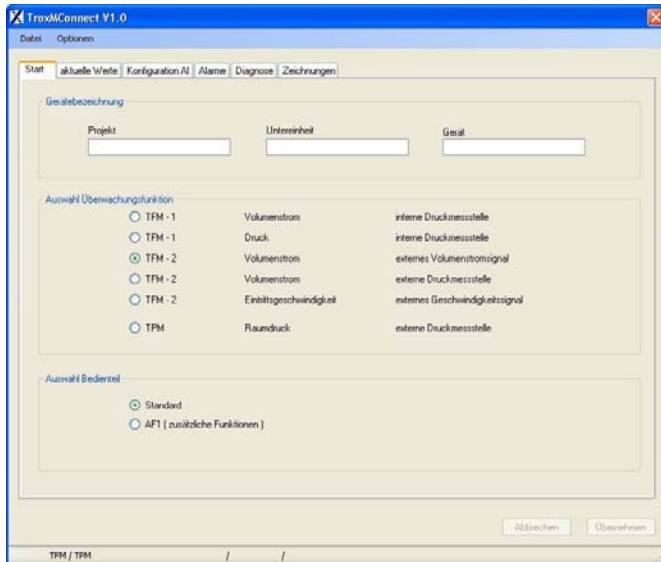 TroxMConnect V1.0
Datei Optionen
Start aktuelle Werte Konfiguration AI Alarme Diagnose Zeichnungen
Gerätebezeichnung
Projekt Untereinheit Gerät
Auswahl Überwachungsfunktion
TFM - 1 Volumenstrom interne Druckmessstelle
TFM - 1 Druck interne Druckmessstelle
TFM - 2 Volumenstrom externes Volumenstromsignal
TFM - 2 Volumenstrom externe Druckmessstelle
TFM - 2 Eintrittsgeschwindigkeit externes Geschwindigkeitssignal
TPM Raumdruck externe Druckmessstelle
Auswahl Bedienteil
Standard
AF1 ( zusätzliche Funktionen )
Abbrechen Übernehmen
TFM / TPM / /